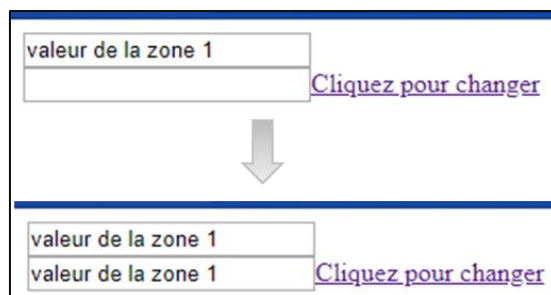 valeur de la zone 1
Cliquez pour changer
valeur de la zone 1
valeur de la zone 1 Cliquez pour changer